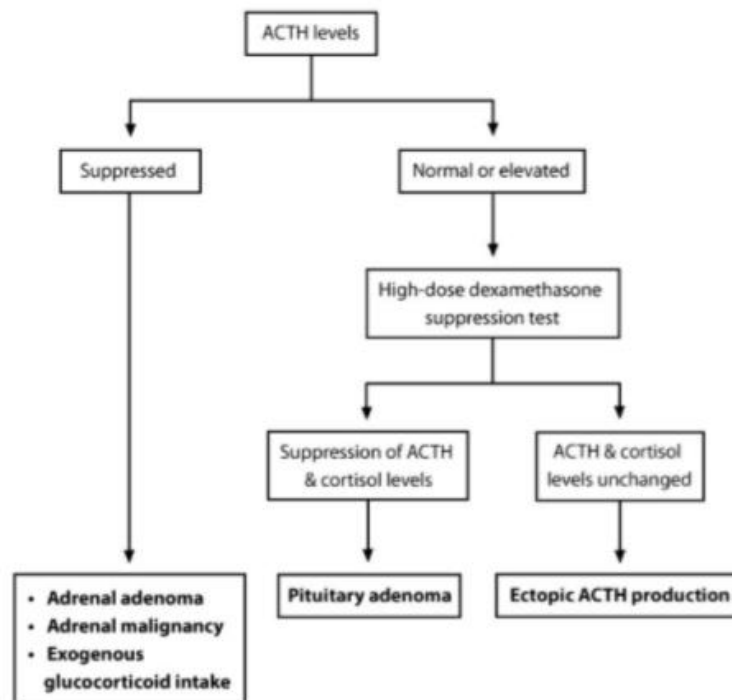 ACTH levels
Suppressed
Normal or elevated
High-dose dexamethasone
suppression test
Suppression of ACTH
& cortisol levels
ACTH & cortisol
levels unchanged
• Adrenal adenoma
• Adrenal malignancy
• Exogenous
glucocorticoid intake
Pituitary adenoma
Ectopic ACTH production